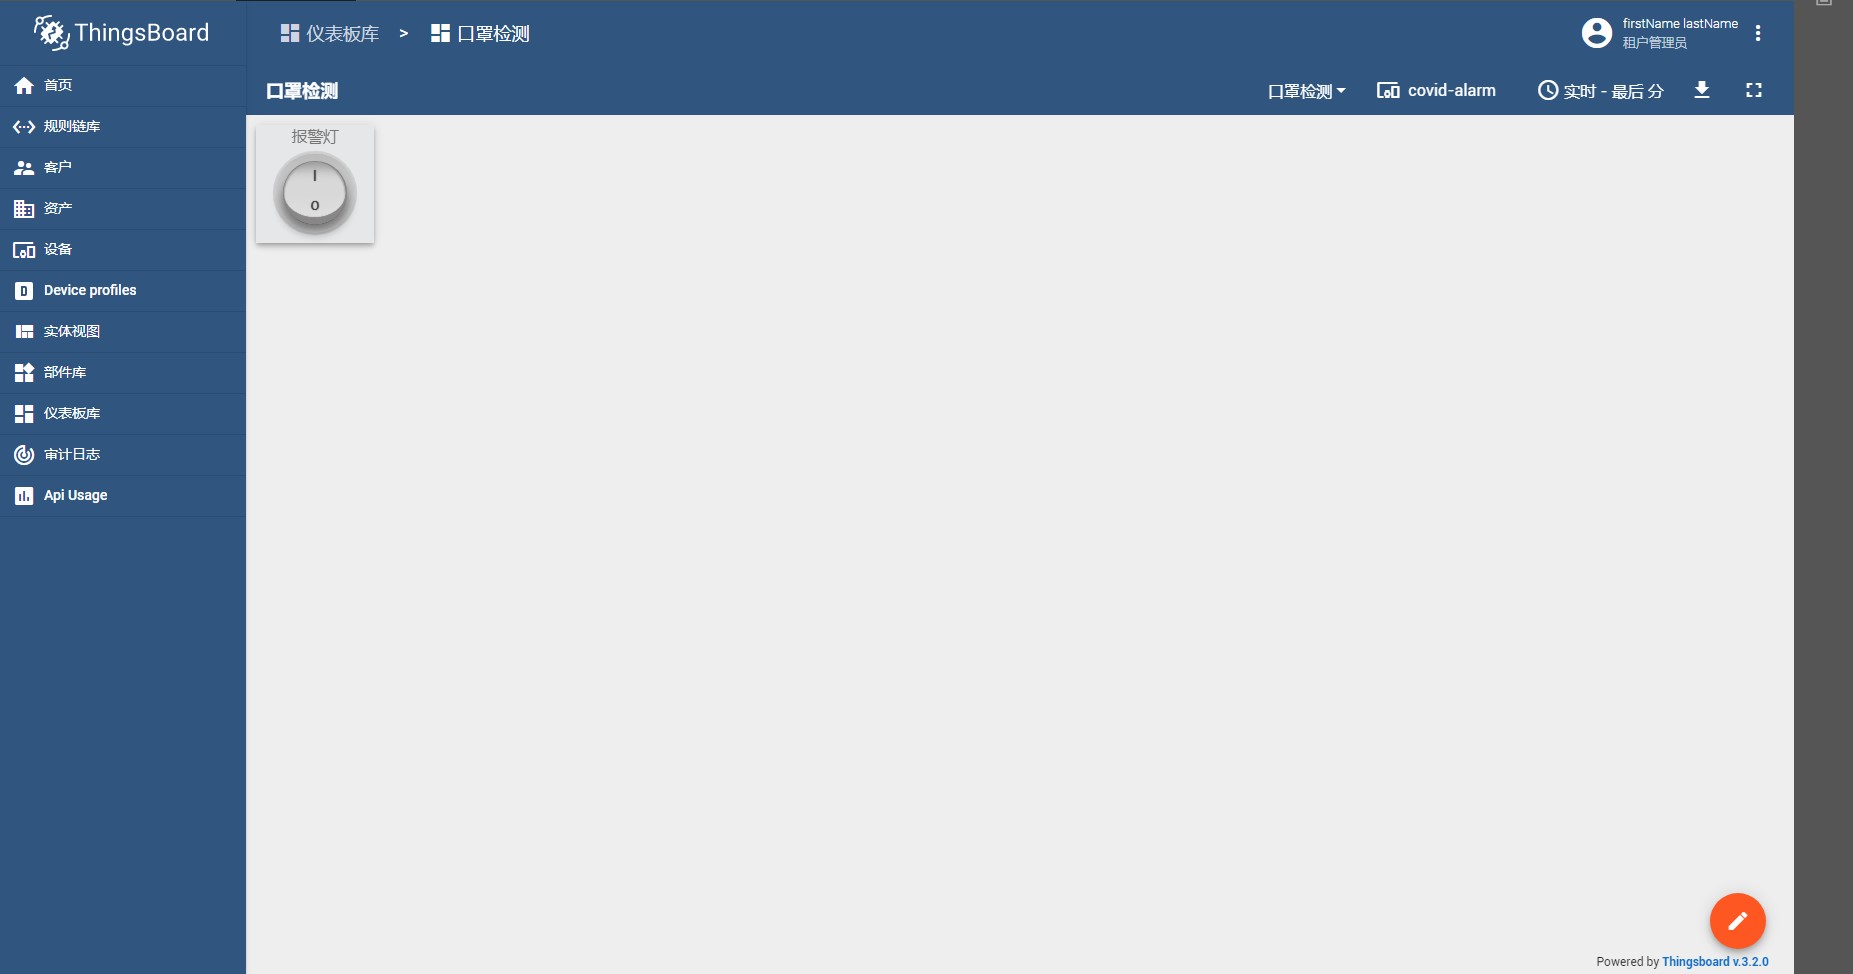 ThingsBoard
仪表板库 > 口罩检测
firstName lastName
租户管理员
口罩检测
口罩检测
covid-alarm
实时 - 最后 分
首页
规则链库
客户
资产
设备
Device profiles
实体视图
部件库
仪表板库
审计日志
Api Usage
报警灯
I
O
Powered by Thingsboard v.3.2.0